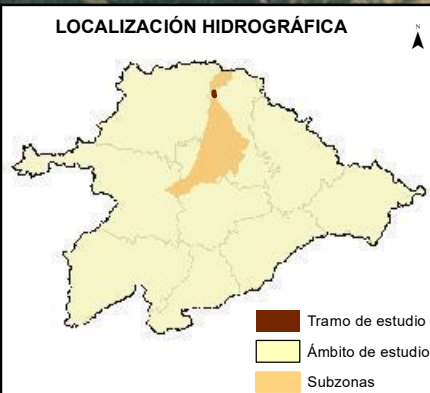 LOCALIZACIÓN HIDROGRÁFICA
N
Tramo de estudio
Ámbito de estudio
Subzonas